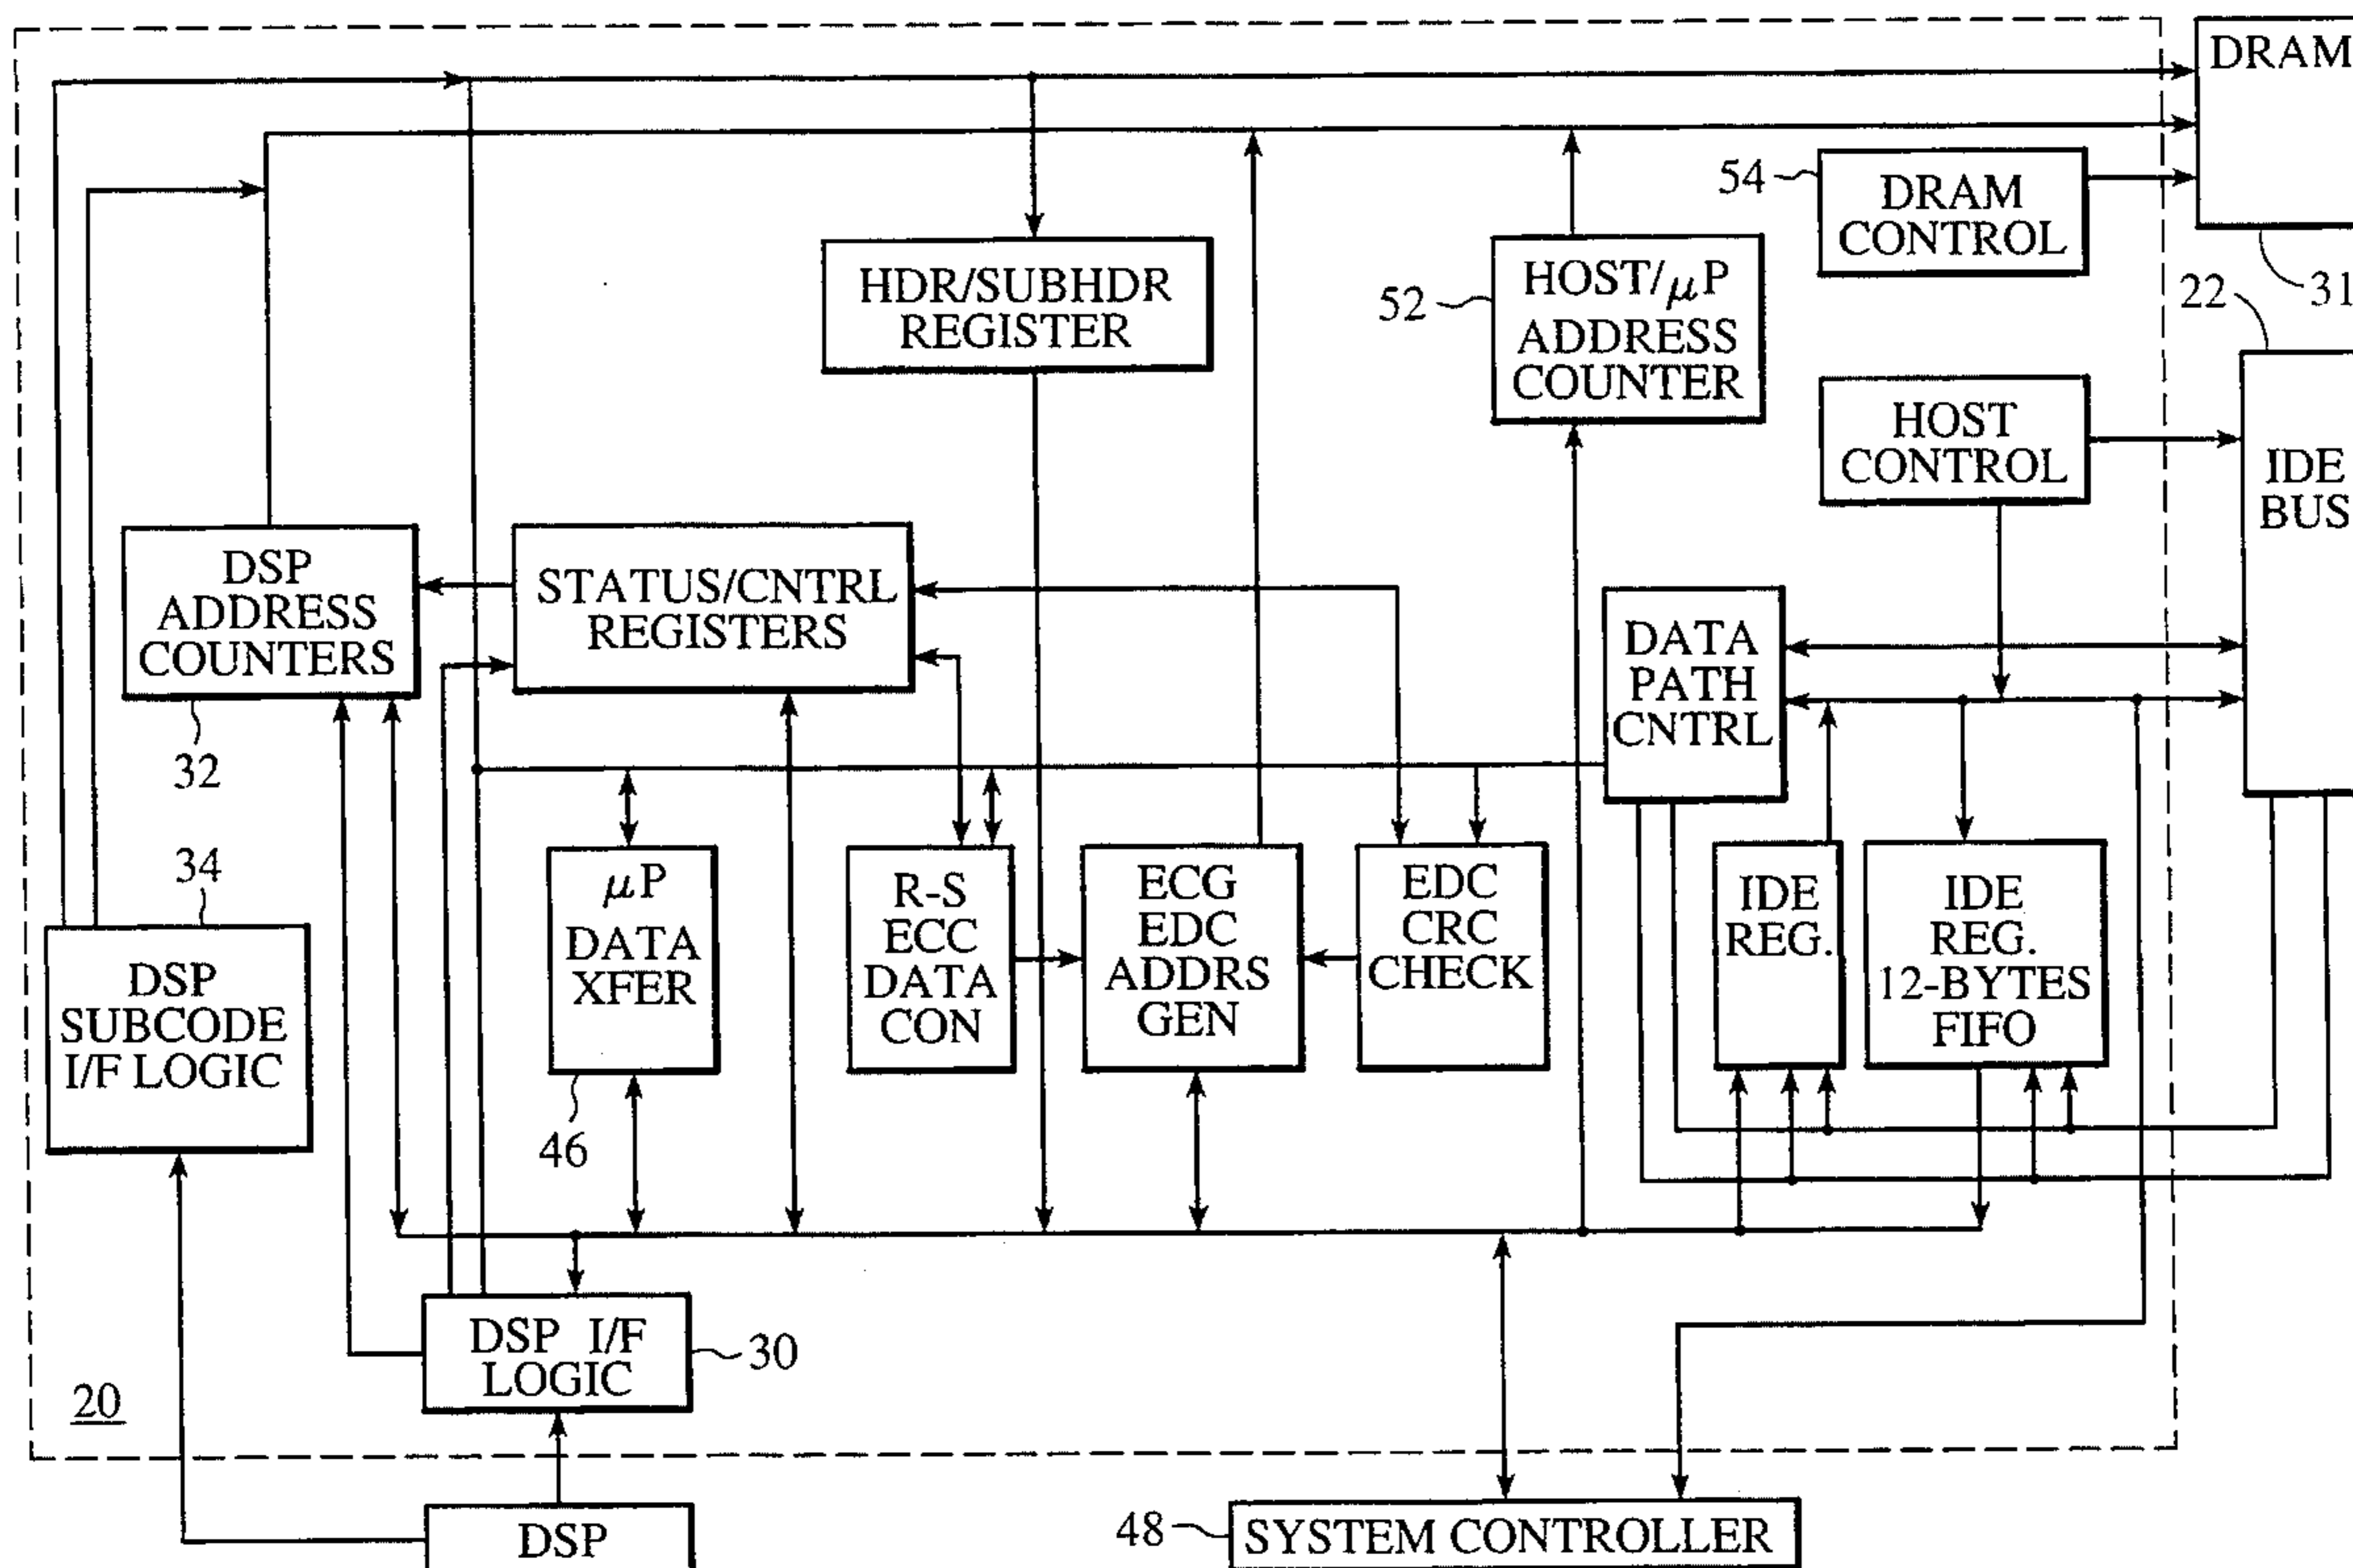 DRAM
54
DRAM
CONTROL
31
HDR/SUBHDR
REGISTER
52
HOST/μP
ADDRESS
COUNTER
22
HOST
CONTROL
IDE
BUS
DSP
ADDRESS
COUNTERS
32
STATUS/CNTRL
REGISTERS
DATA
PATH
CNTRL
34
DSP
SUBCODE
I/F LOGIC
μP
DATA
XFER
46
R-S
ECC
DATA
CON
ECG
EDC
ADDRS
GEN
EDC
CRC
CHECK
IDE
REG.
IDE
REG.
12-BYTES
FIFO
DSP I/F
LOGIC
30
20
DSP
48
SYSTEM CONTROLLER